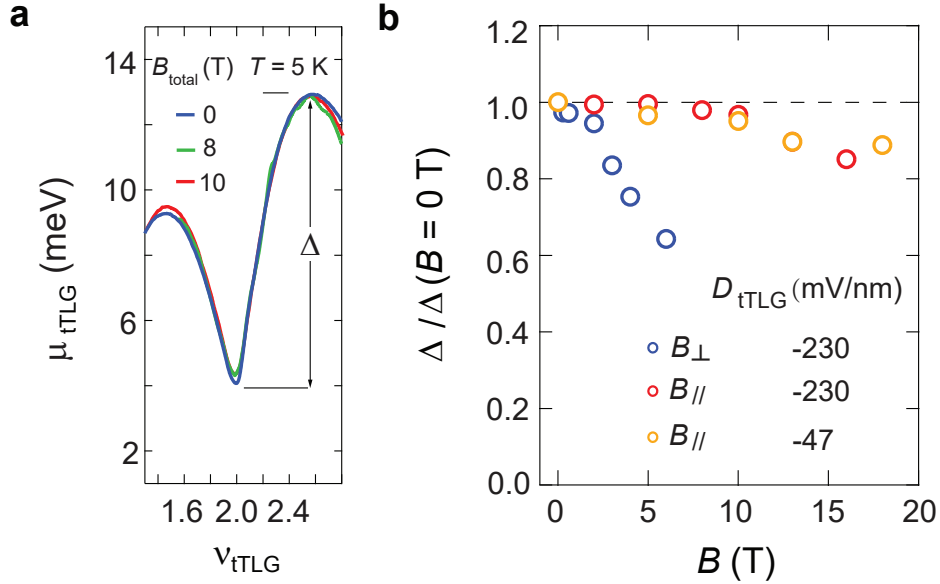 a
b
B_total (T)
T = 5 K
0
8
10
14
10
6
2
μ_tTLG (meV)
Δ
1.6
2.0
2.4
ν_tTLG
1.2
1.0
0.8
0.6
0.4
0.2
0.0
Δ /Δ (B = 0 T)
D_tTLG (mV/nm)
B⊥ -230
B// -230
B// -47
0
5
10
15
20
B (T)